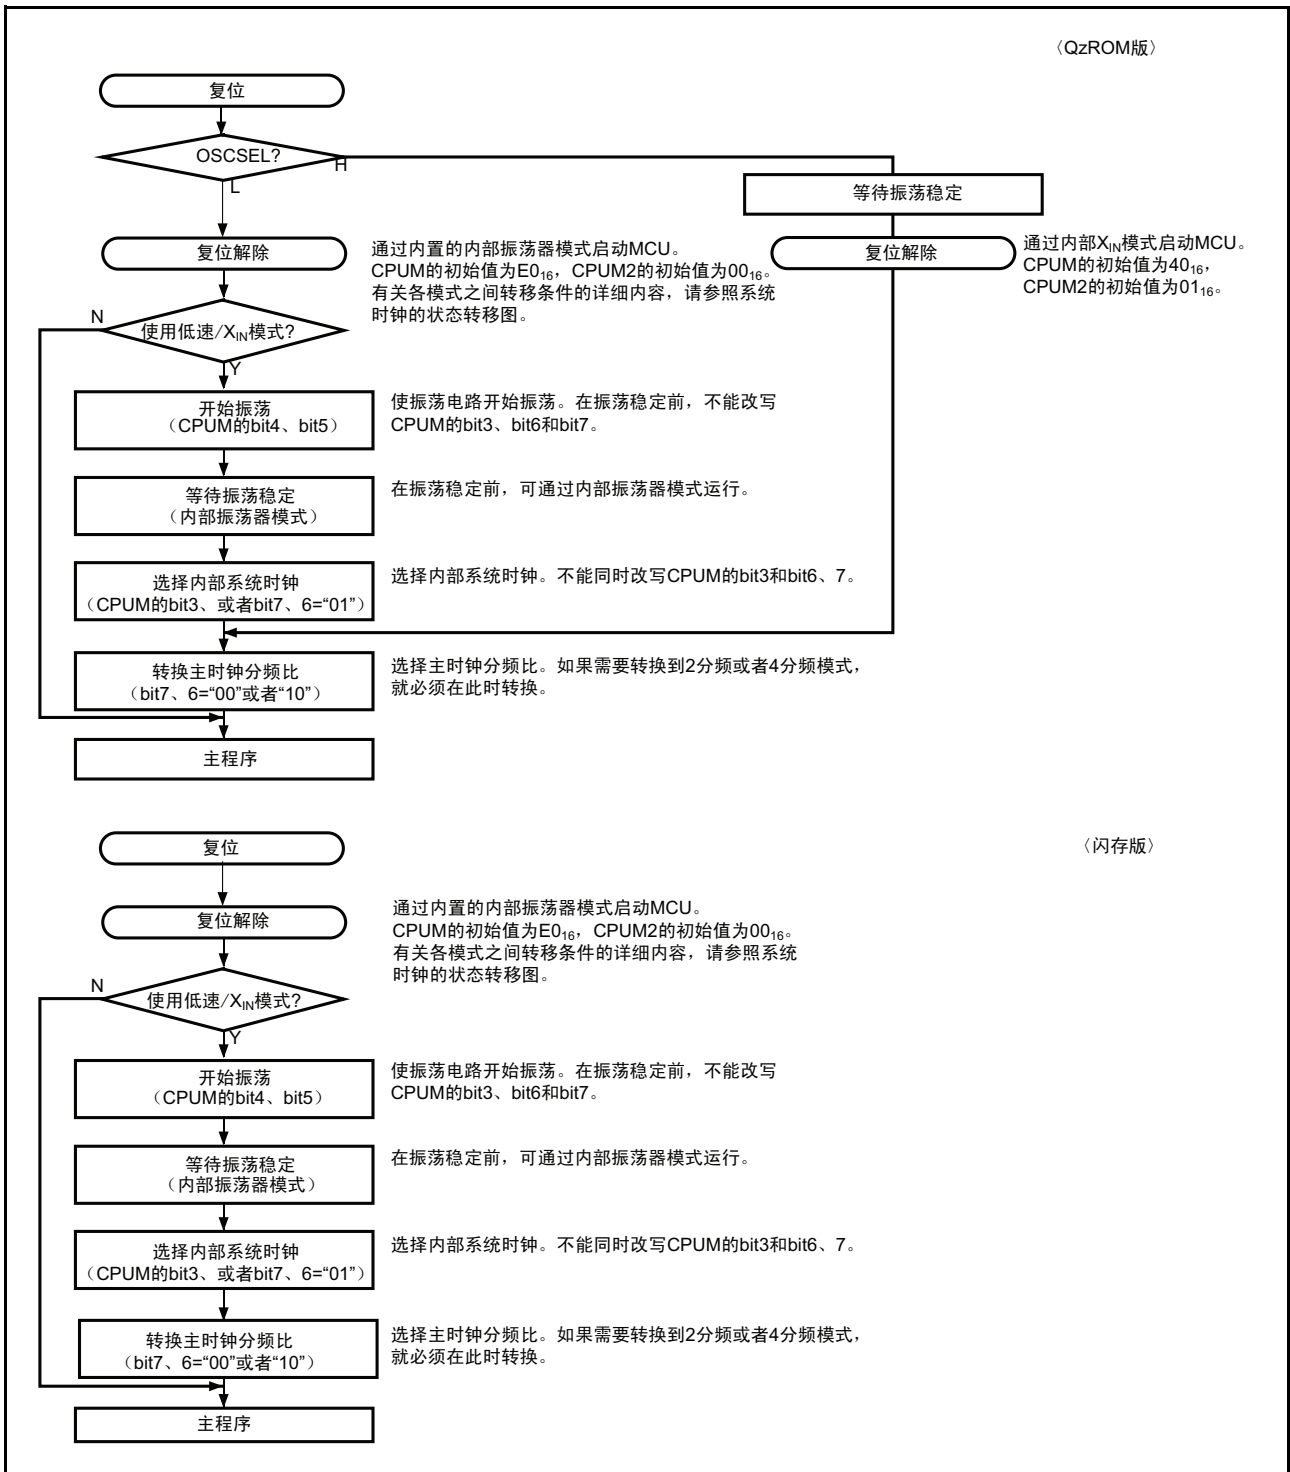 〈QzROM版〉
复位
OSCSEL?
H
L
等待振荡稳定
复位解除
通过内置的内部振荡器模式启动MCU。
CPUM的初始值为E0₁₆，CPUM2的初始值为00₁₆。
有关各模式之间转移条件的详细内容，请参照系统
时钟的状态转移图。
复位解除
通过内部X_IN模式启动MCU。
CPUM的初始值为40₁₆，
CPUM2的初始值为01₁₆。
N
使用低速/X_IN模式?
Y
开始振荡
（CPUM的bit4、bit5）
使振荡电路开始振荡。在振荡稳定前，不能改写
CPUM的bit3、bit6和bit7。
等待振荡稳定
（内部振荡器模式）
在振荡稳定前，可通过内部振荡器模式运行。
选择内部系统时钟
（CPUM的bit3、或者bit7、6=“01”）
选择内部系统时钟。不能同时改写CPUM的bit3和bit6、7。
转换主时钟分频比
（bit7、6=“00”或者“10”）
选择主时钟分频比。如果需要转换到2分频或者4分频模式，
就必须在此时转换。
主程序
〈闪存版〉
复位
复位解除
通过内置的内部振荡器模式启动MCU。
CPUM的初始值为E0₁₆，CPUM2的初始值为00₁₆。
有关各模式之间转移条件的详细内容，请参照系统
时钟的状态转移图。
N
使用低速/X_IN模式?
Y
开始振荡
（CPUM的bit4、bit5）
使振荡电路开始振荡。在振荡稳定前，不能改写
CPUM的bit3、bit6和bit7。
等待振荡稳定
（内部振荡器模式）
在振荡稳定前，可通过内部振荡器模式运行。
选择内部系统时钟
（CPUM的bit3、或者bit7、6=“01”）
选择内部系统时钟。不能同时改写CPUM的bit3和bit6、7。
转换主时钟分频比
（bit7、6=“00”或者“10”）
选择主时钟分频比。如果需要转换到2分频或者4分频模式，
就必须在此时转换。
主程序